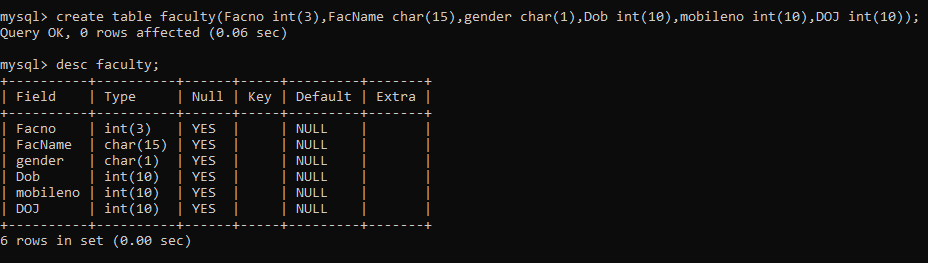 mysql> create table faculty(Facno int(3),FacName char(15),gender char(1),Dob int(10),mobileno int(10),DOJ int(10));
Query OK, 0 rows affected (0.06 sec)
mysql> desc faculty;
+----------+----------+------+-----+---------+-------+
| Field    | Type     | Null | Key | Default | Extra |
+----------+----------+------+-----+---------+-------+
| Facno    | int(3)   | YES  |     | NULL    |       |
| FacName  | char(15) | YES  |     | NULL    |       |
| gender   | char(1)  | YES  |     | NULL    |       |
| Dob      | int(10)  | YES  |     | NULL    |       |
| mobileno | int(10)  | YES  |     | NULL    |       |
| DOJ      | int(10)  | YES  |     | NULL    |       |
+----------+----------+------+-----+---------+-------+
6 rows in set (0.00 sec)